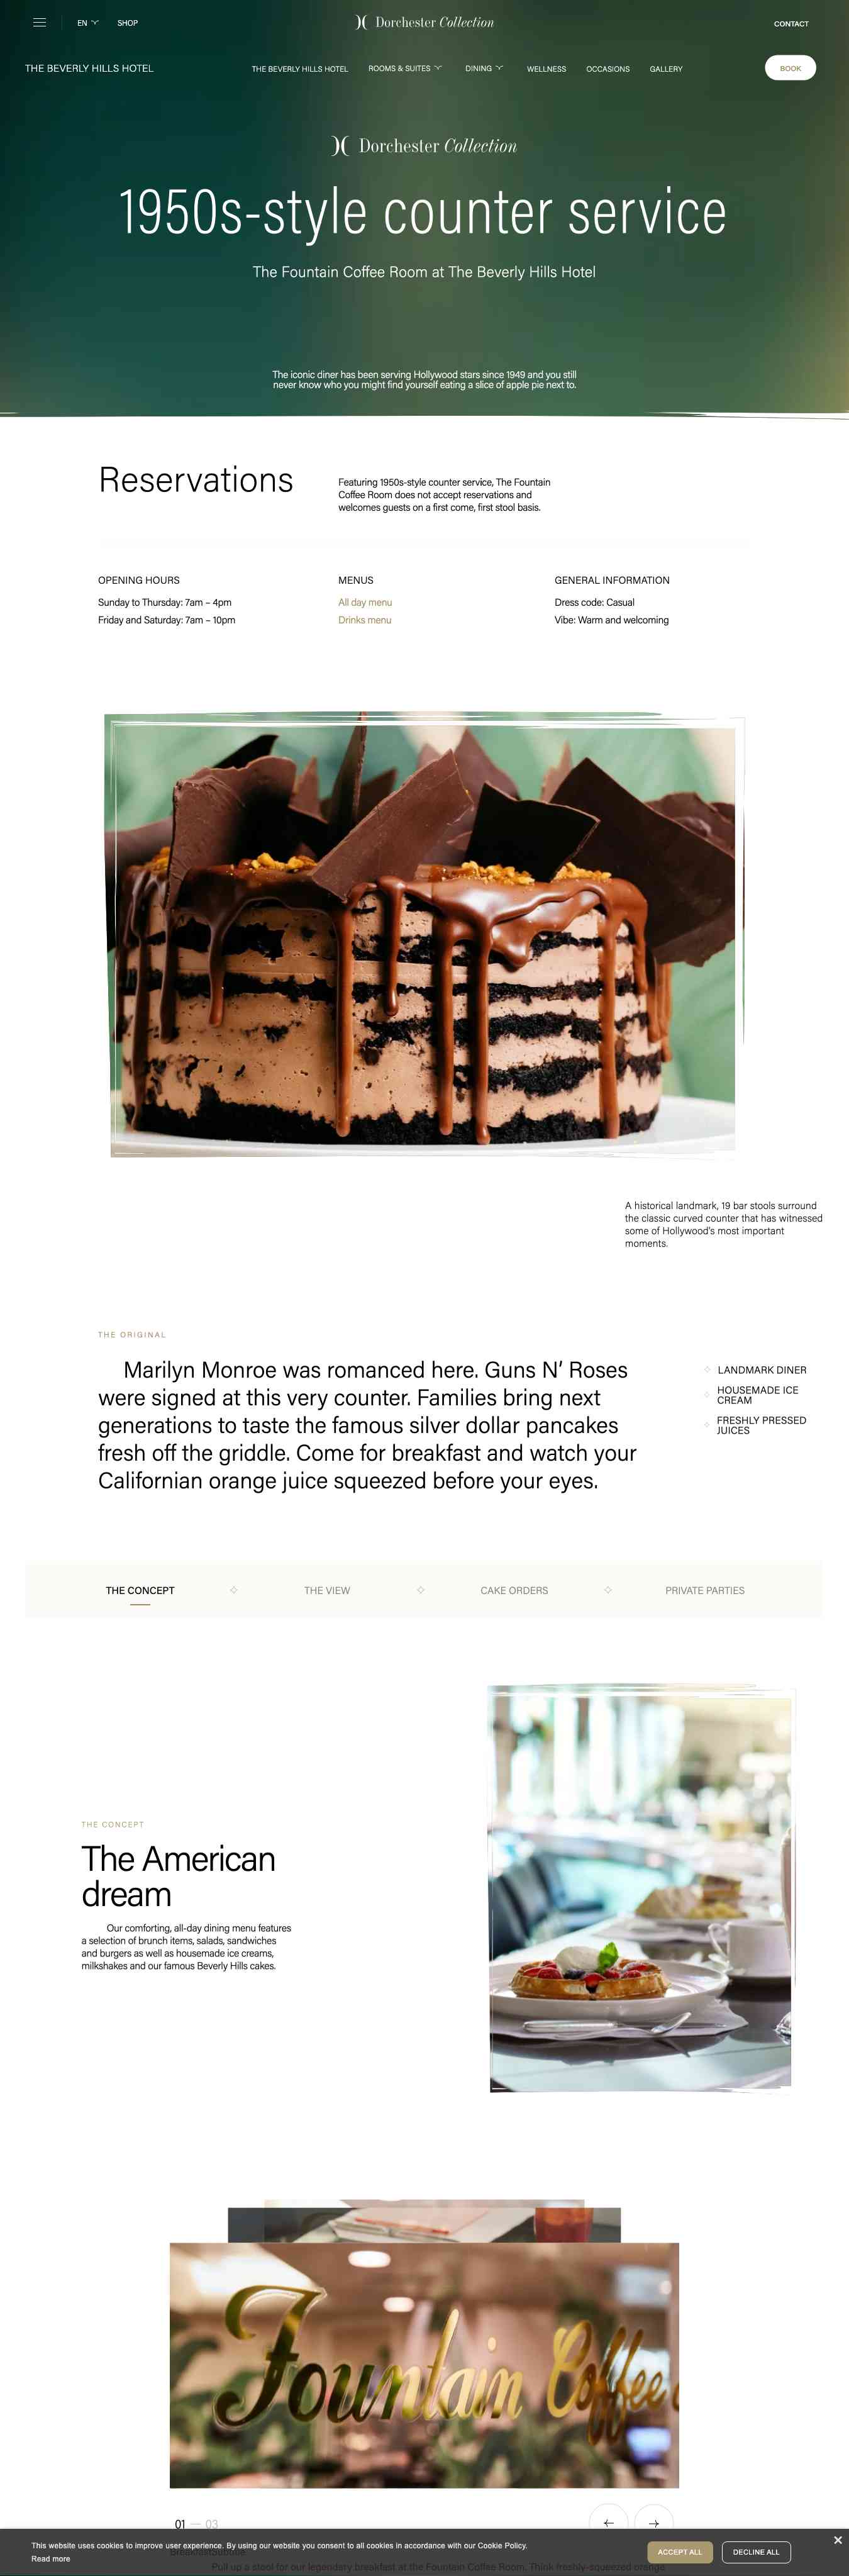 EN
SHOP
Dorchester Collection
CONTACT
THE BEVERLY HILLS HOTEL
THE BEVERLY HILLS HOTEL
ROOMS & SUITES
DINING
WELLNESS
OCCASIONS
GALLERY
BOOK
Dorchester Collection
1950s-style counter service
The Fountain Coffee Room at The Beverly Hills Hotel
The iconic diner has been serving Hollywood stars since 1949 and you still
never know who you might find yourself eating a slice of apple pie next to.
Reservations
Featuring 1950s-style counter service, The Fountain
Coffee Room does not accept reservations and
welcomes guests on a first come, first stool basis.
OPENING HOURS
Sunday to Thursday: 7am – 4pm
Friday and Saturday: 7am – 10pm
MENUS
All day menu
Drinks menu
GENERAL INFORMATION
Dress code: Casual
Vibe: Warm and welcoming
A historical landmark, 19 bar stools surround
the classic curved counter that has witnessed
some of Hollywood's most important
moments.
THE ORIGINAL
Marilyn Monroe was romanced here. Guns N’ Roses
were signed at this very counter. Families bring next
generations to taste the famous silver dollar pancakes
fresh off the griddle. Come for breakfast and watch your
Californian orange juice squeezed before your eyes.
LANDMARK DINER
HOUSEMADE ICE
CREAM
FRESHLY PRESSED
JUICES
THE CONCEPT
THE VIEW
CAKE ORDERS
PRIVATE PARTIES
THE CONCEPT
The American
dream
Our comforting, all-day dining menu features
a selection of brunch items, salads, sandwiches
and burgers as well as housemade ice creams,
milkshakes and our famous Beverly Hills cakes.
Fountain Coffee
01 — 03
This website uses cookies to improve user experience. By using our website you consent to all cookies in accordance with our Cookie Policy.
Read more
ACCEPT ALL
DECLINE ALL
Pull up a stool for our legendary breakfast at the Fountain Coffee Room. Think freshly-squeezed orange